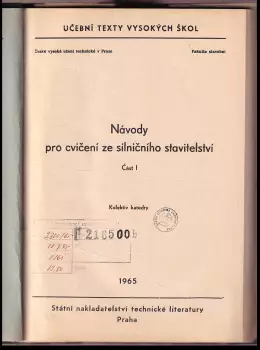 UČEBNÍ TEXTY VYSOKÝCH ŠKOL
České vysoké učení technické v Praze Fakulta stavební
Návody
pro cvičení ze silničního stavitelství
Část I
Kolektiv katedry
218500b
1965
Státní nakladatelství technické literatury
Praha